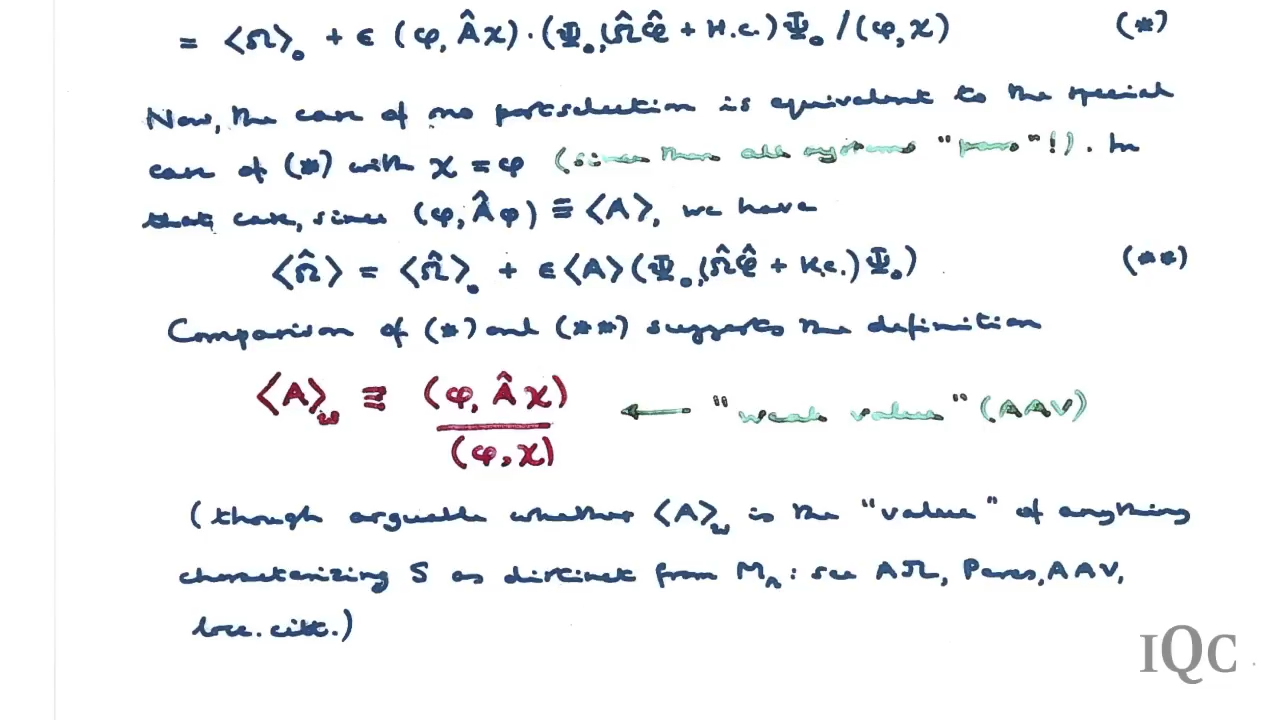 = ⟨Ω⟩₀ + ε (φ, Âχ) · (Ψ₀, (Ω̂φ̂ + H.c.) Ψ₀ /(φ, χ) (*)
Now, the case of no postselection is equivalent to the special
case of (*) with χ = φ (since then all systems "pass"!). In
that case, since (φ, Âφ) ≡ ⟨A⟩, we have
⟨Ω̂⟩ = ⟨Ω̂⟩₀ + ε⟨A⟩(Ψ₀, (Ω̂φ̂ + H.c.) Ψ₀) (**)
Comparison of (*) and (**) suggests the definition
⟨A⟩w ≡ (φ, Âχ) / (φ, χ) ← "weak value" (AAV)
(though arguable whether ⟨A⟩w is the "value" of anything
characterizing S as distinct from M
: see AJL, Peres, AAV,
loc. citt.)
IQC